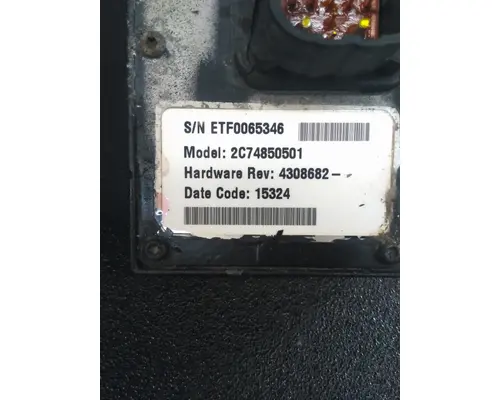 S/N ETF0065346
Model: 2C74850501
Hardware Rev: 4308682-
Date Code: 15324